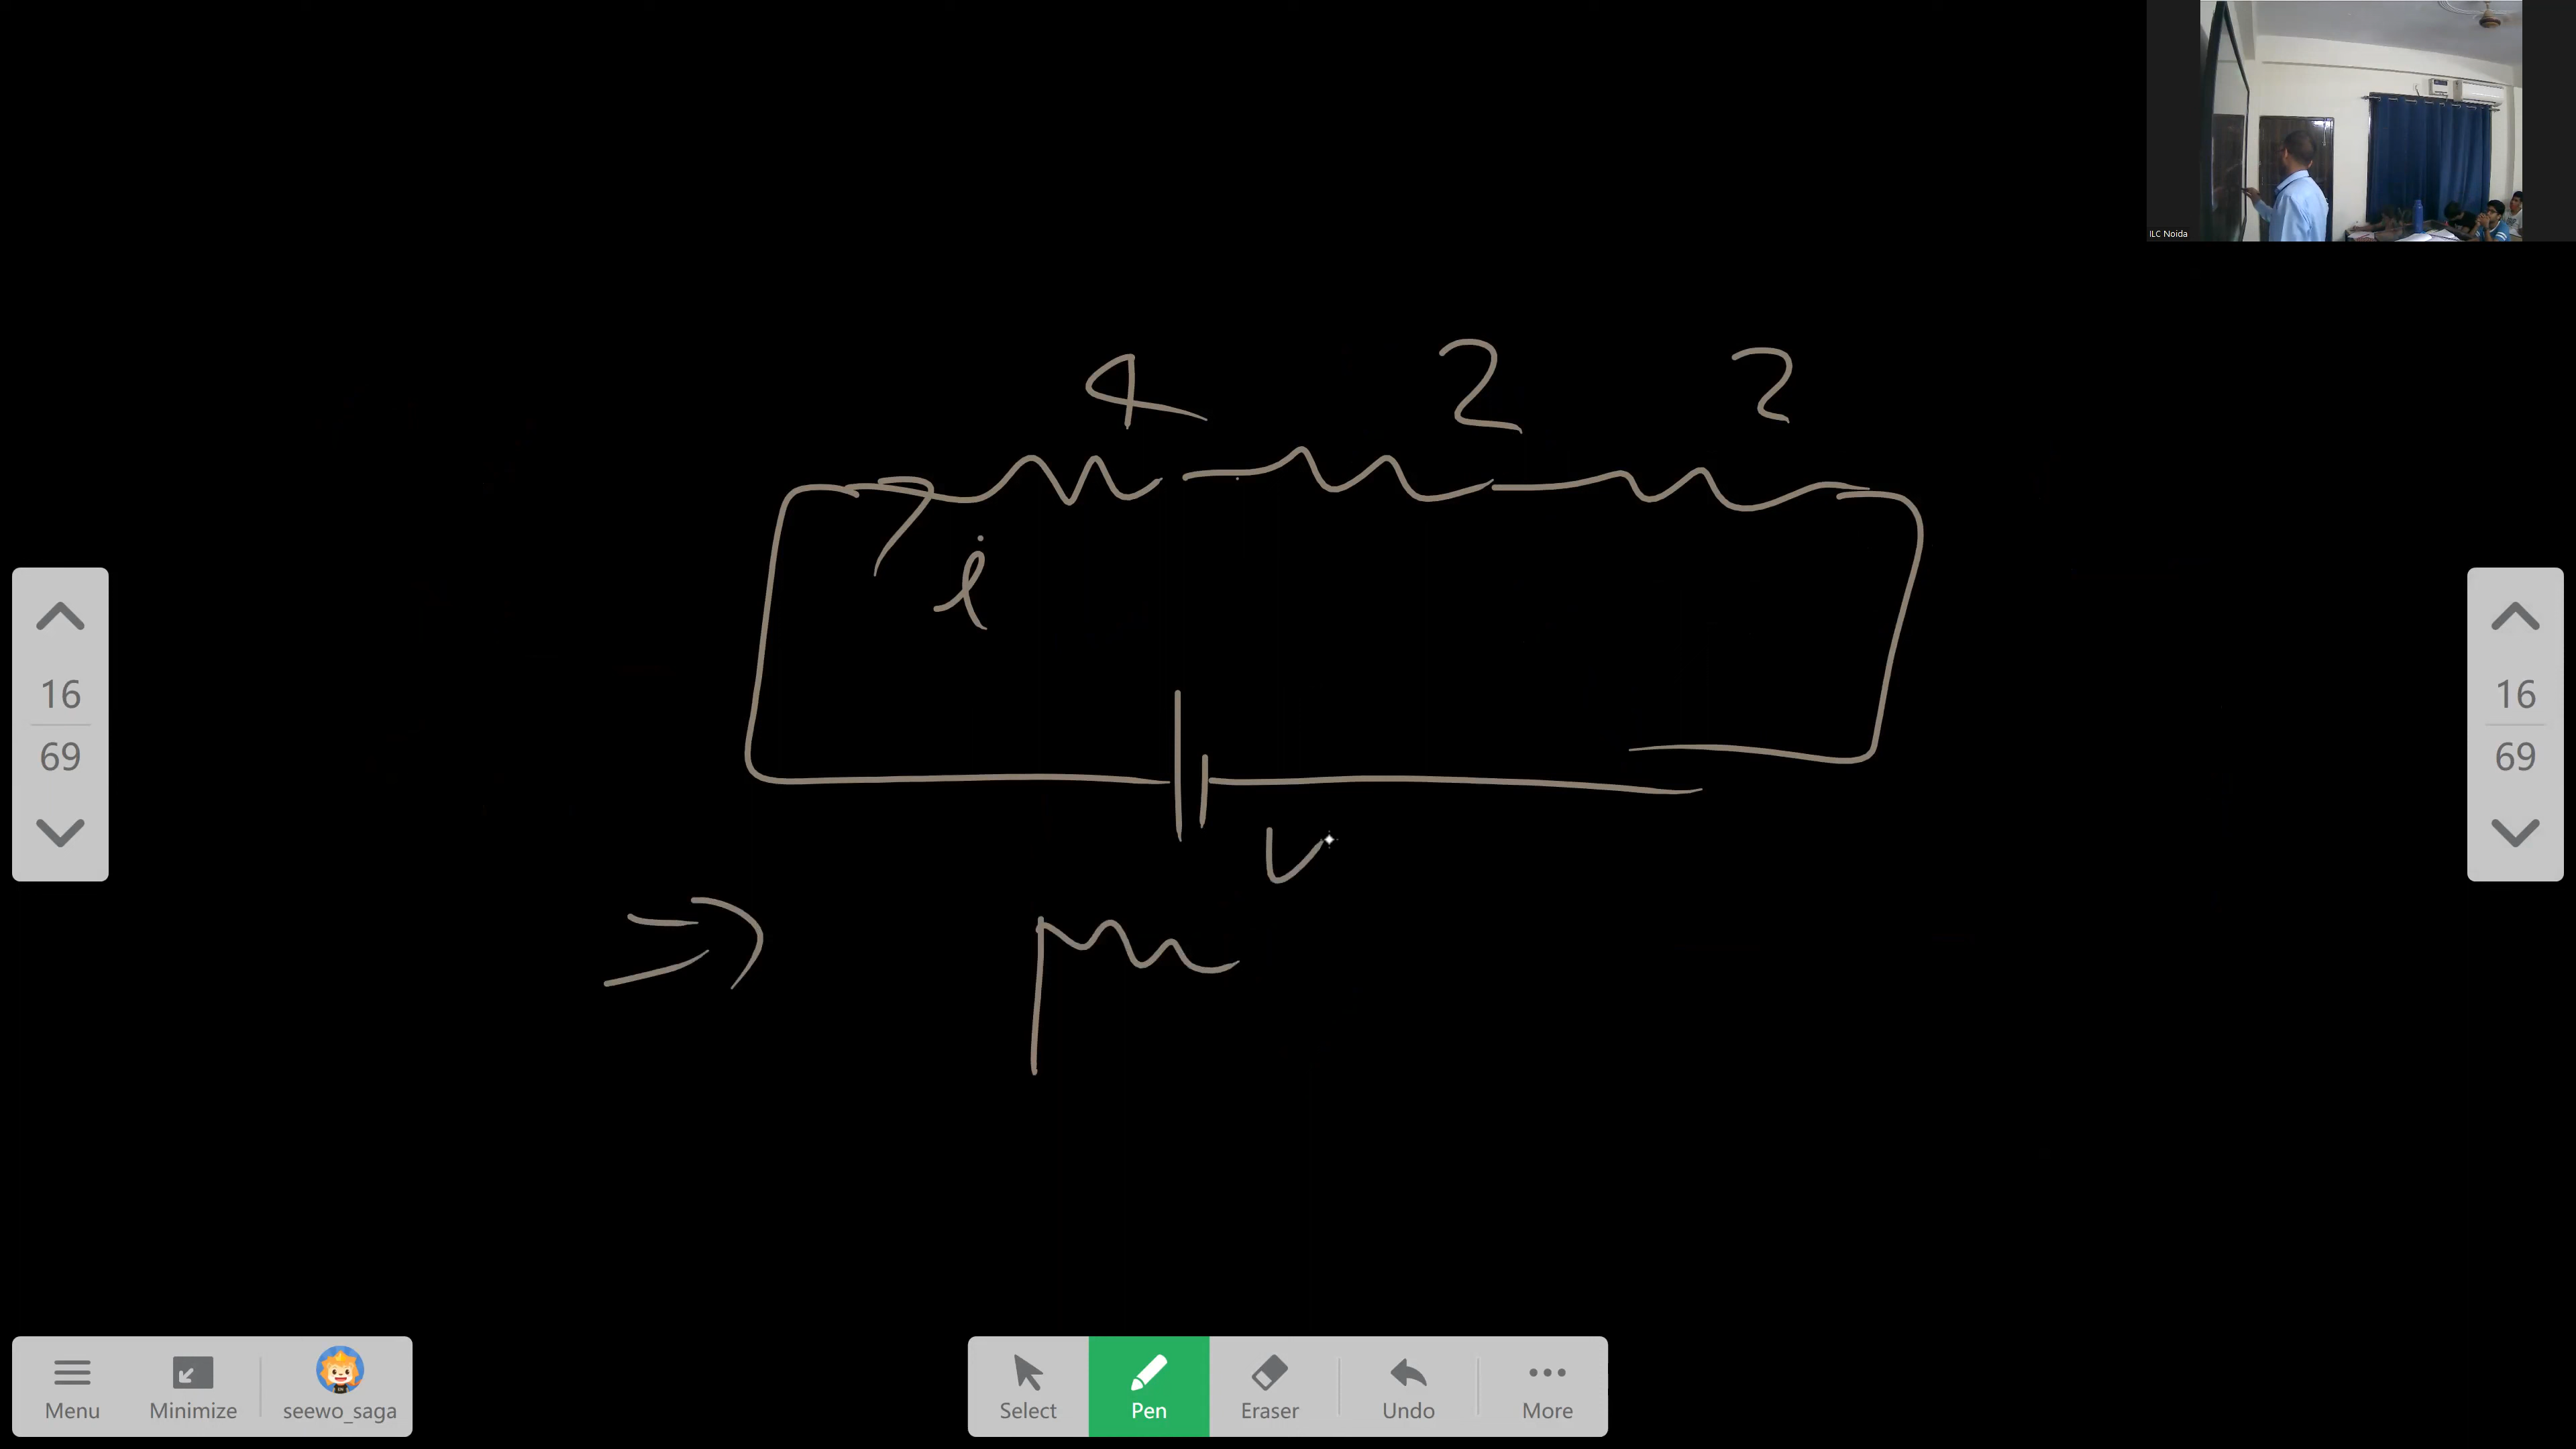 ILC Noida
4 2 2
i
16
69
16
69
V
Menu Minimize seewo_saga Select Pen Eraser Undo More